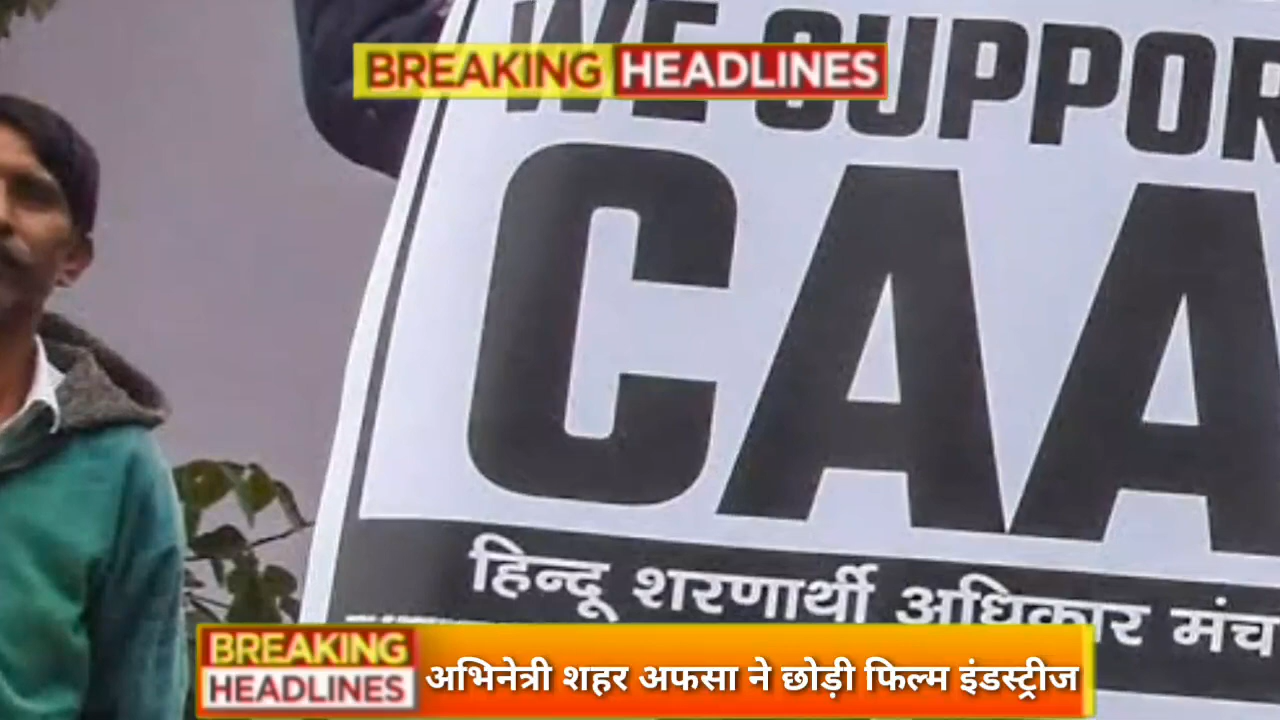 BREAKING HEADLINES
WE SUPPOR
CAA
हिन्दू शरणार्थी अधिकार मंच
BREAKING
HEADLINES
अभिनेत्री शहर अफसा ने छोड़ी फिल्म इंडस्ट्रीज